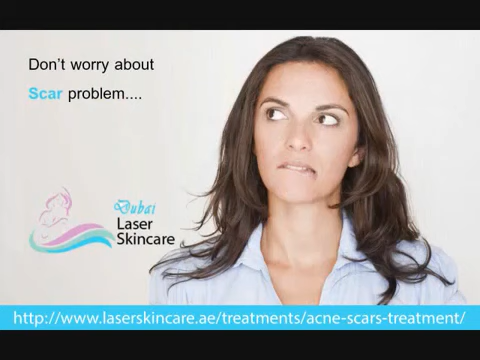 Don't worry about
Scar problem....
Dubai
Laser
Skincare
http://www.laserskincare.ae/treatments/acne-scars-treatment/